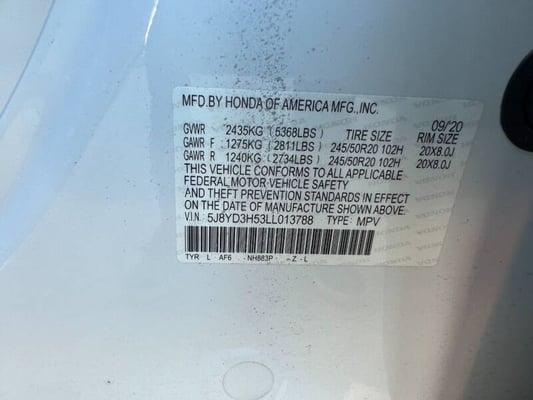 MFD.BY HONDA OF AMERICA MFG.,INC.
09/'20
GVWR 2435KG (5368LBS) TIRE SIZE RIM SIZE
GAWR F 1275KG (2811LBS) 245/50R20 102H 20X8.0J
GAWR R 1240KG (2734LBS) 245/50R20 102H 20X8.0J
THIS VEHICLE CONFORMS TO ALL APPLICABLE
FEDERAL MOTOR-VEHICLE SAFETY
AND THEFT PREVENTION STANDARDS IN EFFECT
ON THE DATE OF MANUFACTURE SHOWN ABOVE.
V.I.N: 5J8YD3H53LL013788 TYPE: MPV
TYR L AF6 NH883P -Z-L